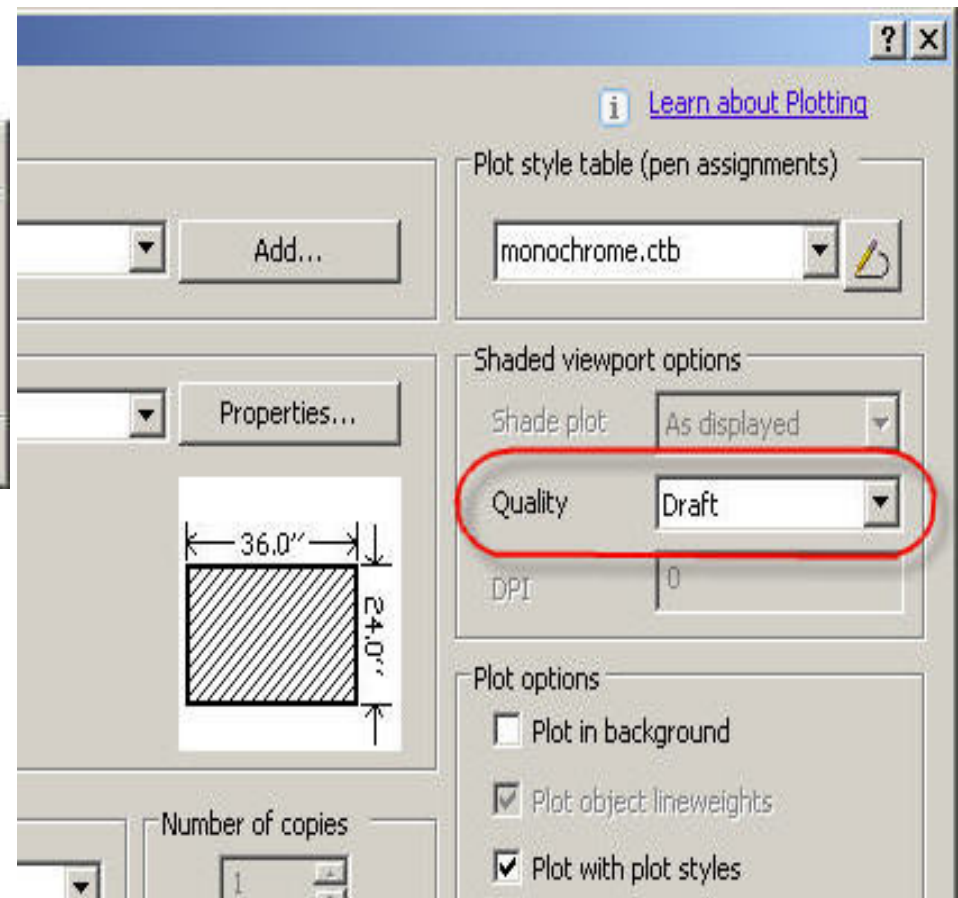 ? X
i Learn about Plotting
Plot style table (pen assignments)
Add...
monochrome.ctb
Shaded viewport options
Properties...
Shade plot As displayed
Quality Draft
36.0′′
24.0′′
DPI 0
Plot options
Plot in background
Plot object lineweights
Number of copies
1
Plot with plot styles